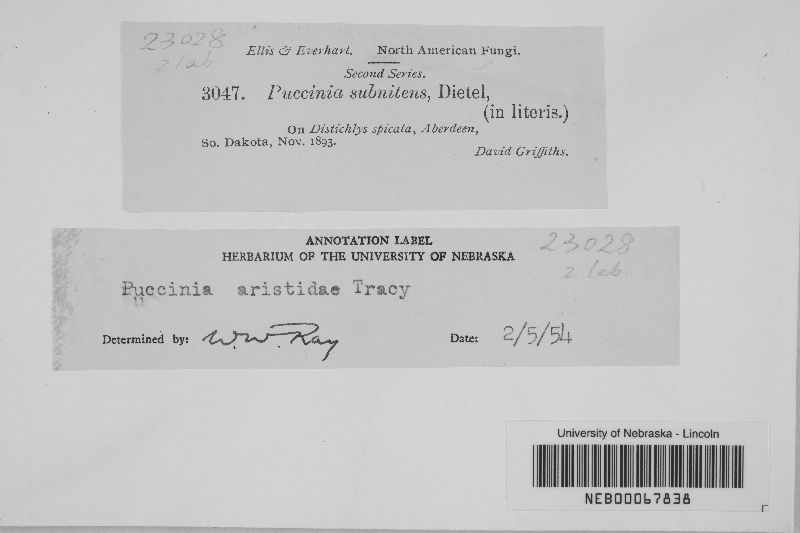 23028
2 lab
Ellis & Everhart. North American Fungi.
Second Series.
3047. Puccinia subnitens, Dietel,
(in literis.)
On Distichlys spicata, Aberdeen,
So. Dakota, Nov. 1893.
David Griffiths.
ANNOTATION LABEL
HERBARIUM OF THE UNIVERSITY OF NEBRASKA
23028
2 lab.
Puccinia aristidae Tracy
Determined by: W.W. Ray
Date: 2/5/54
University of Nebraska - Lincoln
NEB00067838